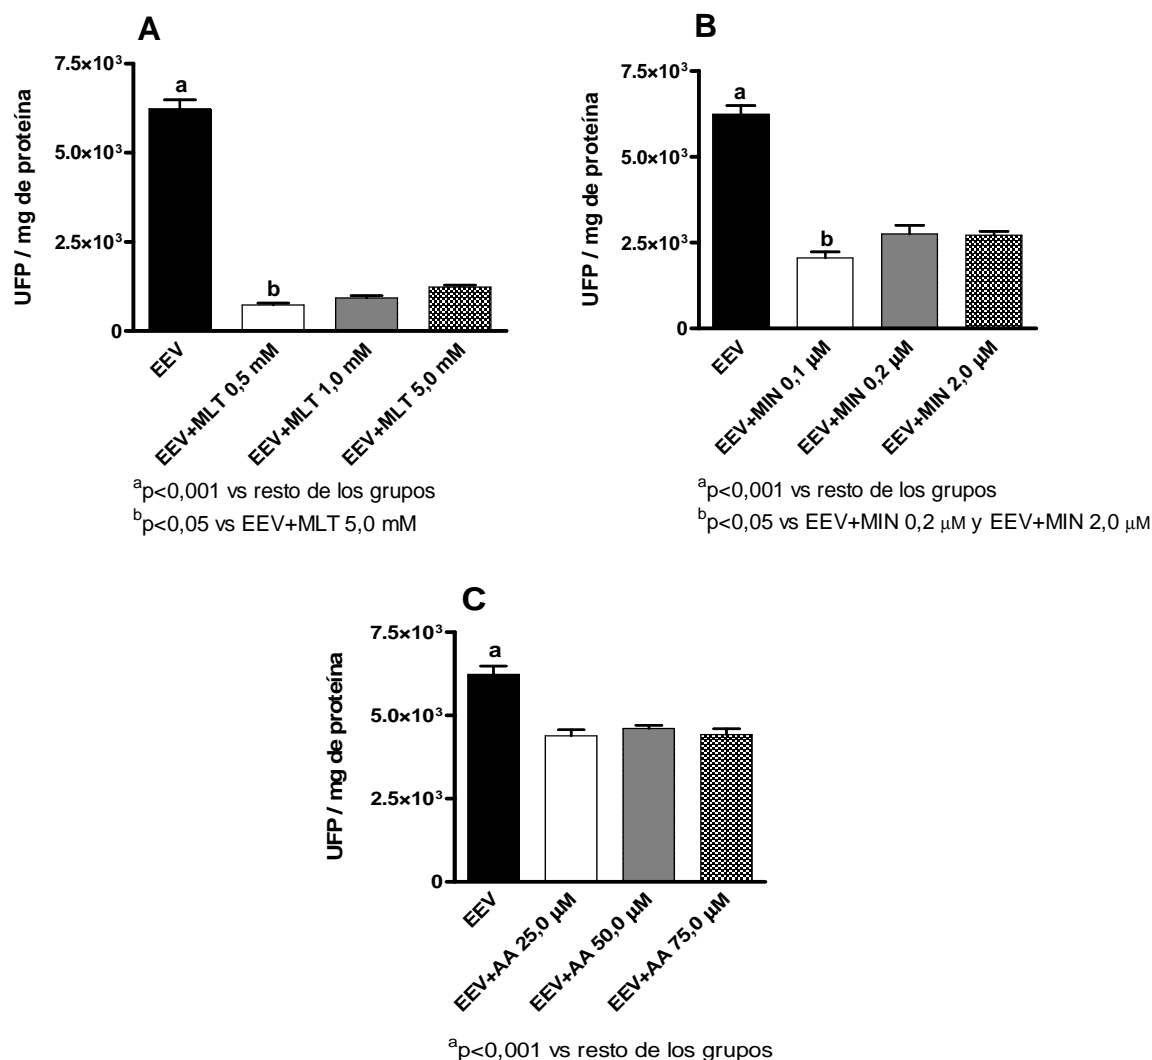 A
UFP / mg de proteína
7.5×10³
5.0×10³
2.5×10³
0
a
b
EEV
EEV+MLT 0,5 mM
EEV+MLT 1,0 mM
EEV+MLT 5,0 mM
ᵃp<0,001 vs resto de los grupos
ᵇp<0,05 vs EEV+MLT 5,0 mM
B
UFP / mg de proteína
7.5×10³
5.0×10³
2.5×10³
0
a
b
EEV
EEV+MIN 0,1 µM
EEV+MIN 0,2 µM
EEV+MIN 2,0 µM
ᵃp<0,001 vs resto de los grupos
ᵇp<0,05 vs EEV+MIN 0,2 µM y EEV+MIN 2,0 µM
C
UFP / mg de proteína
7.5×10³
5.0×10³
2.5×10³
0
a
EEV
EEV+AA 25,0 µM
EEV+AA 50,0 µM
EEV+AA 75,0 µM
ᵃp<0,001 vs resto de los grupos